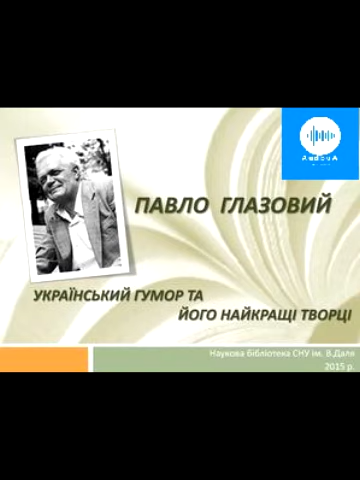 ПАВЛО ГЛАЗОВИЙ
УКРАЇНСЬКИЙ ГУМОР ТА
ЙОГО НАЙКРАЩІ ТВОРЦІ
Наукова бібліотека СНУ ім. В.Даля
2015 р.